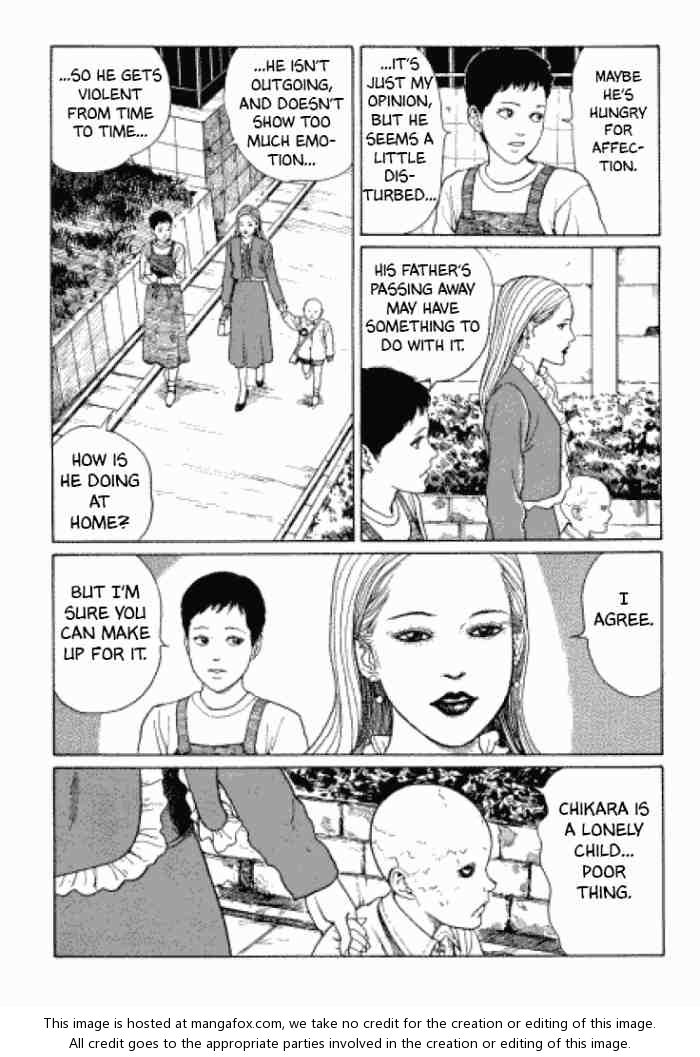 MAYBE
HE'S
HUNGRY
FOR
AFFEC-
TION.
...IT'S
JUST MY
OPINION,
BUT HE
SEEMS A
LITTLE
DIS-
TURBED...
HIS FATHER'S
PASSING AWAY
MAY HAVE
SOMETHING TO
DO WITH IT.
...HE ISN'T
OUTGOING,
AND DOESN'T
SHOW TOO
MUCH EMO-
TION...
...SO HE GETS
VIOLENT
FROM TIME
TO TIME...
HOW IS
HE DOING
AT
HOME?
I
AGREE.
BUT I'M
SURE YOU
CAN MAKE
UP FOR IT.
CHIKARA IS
A LONELY
CHILD...
POOR
THING.
This image is hosted at mangafox.com, we take no credit for the creation or editing of this image.
All credit goes to the appropriate parties involved in the creation or editing of this image.